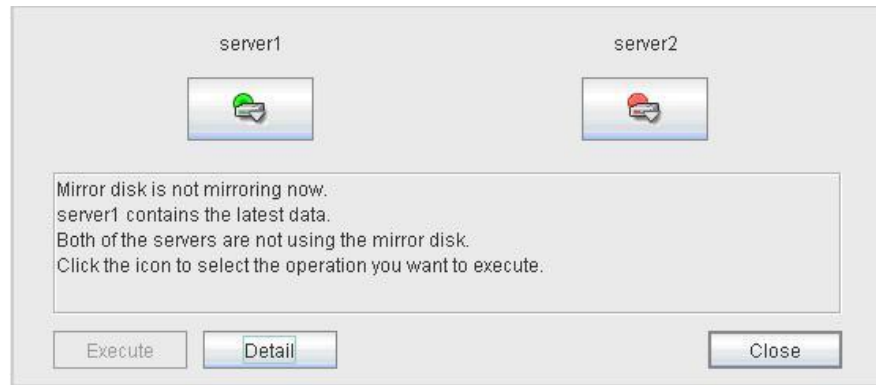 server1
server2
Mirror disk is not mirroring now.
server1 contains the latest data.
Both of the servers are not using the mirror disk.
Click the icon to select the operation you want to execute.
Execute
Detail
Close